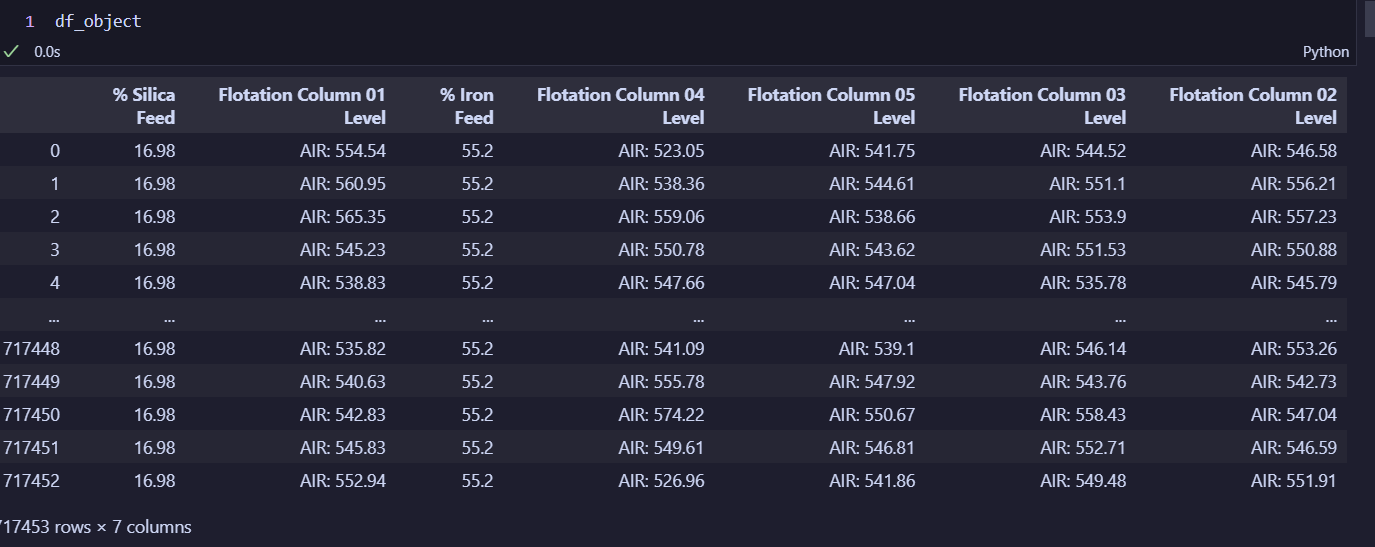 1 df_object
0.0s Python
% Silica Feed Flotation Column 01 Level % Iron Feed Flotation Column 04 Level Flotation Column 05 Level Flotation Column 03 Level Flotation Column 02 Level
0 16.98 AIR: 554.54 55.2 AIR: 523.05 AIR: 541.75 AIR: 544.52 AIR: 546.58
1 16.98 AIR: 560.95 55.2 AIR: 538.36 AIR: 544.61 AIR: 551.1 AIR: 556.21
2 16.98 AIR: 565.35 55.2 AIR: 559.06 AIR: 538.66 AIR: 553.9 AIR: 557.23
3 16.98 AIR: 545.23 55.2 AIR: 550.78 AIR: 543.62 AIR: 551.53 AIR: 550.88
4 16.98 AIR: 538.83 55.2 AIR: 547.66 AIR: 547.04 AIR: 535.78 AIR: 545.79
... ... ... ... ... ... ... ...
717448 16.98 AIR: 535.82 55.2 AIR: 541.09 AIR: 539.1 AIR: 546.14 AIR: 553.26
717449 16.98 AIR: 540.63 55.2 AIR: 555.78 AIR: 547.92 AIR: 543.76 AIR: 542.73
717450 16.98 AIR: 542.83 55.2 AIR: 574.22 AIR: 550.67 AIR: 558.43 AIR: 547.04
717451 16.98 AIR: 545.83 55.2 AIR: 549.61 AIR: 546.81 AIR: 552.71 AIR: 546.59
717452 16.98 AIR: 552.94 55.2 AIR: 526.96 AIR: 541.86 AIR: 549.48 AIR: 551.91
717453 rows × 7 columns